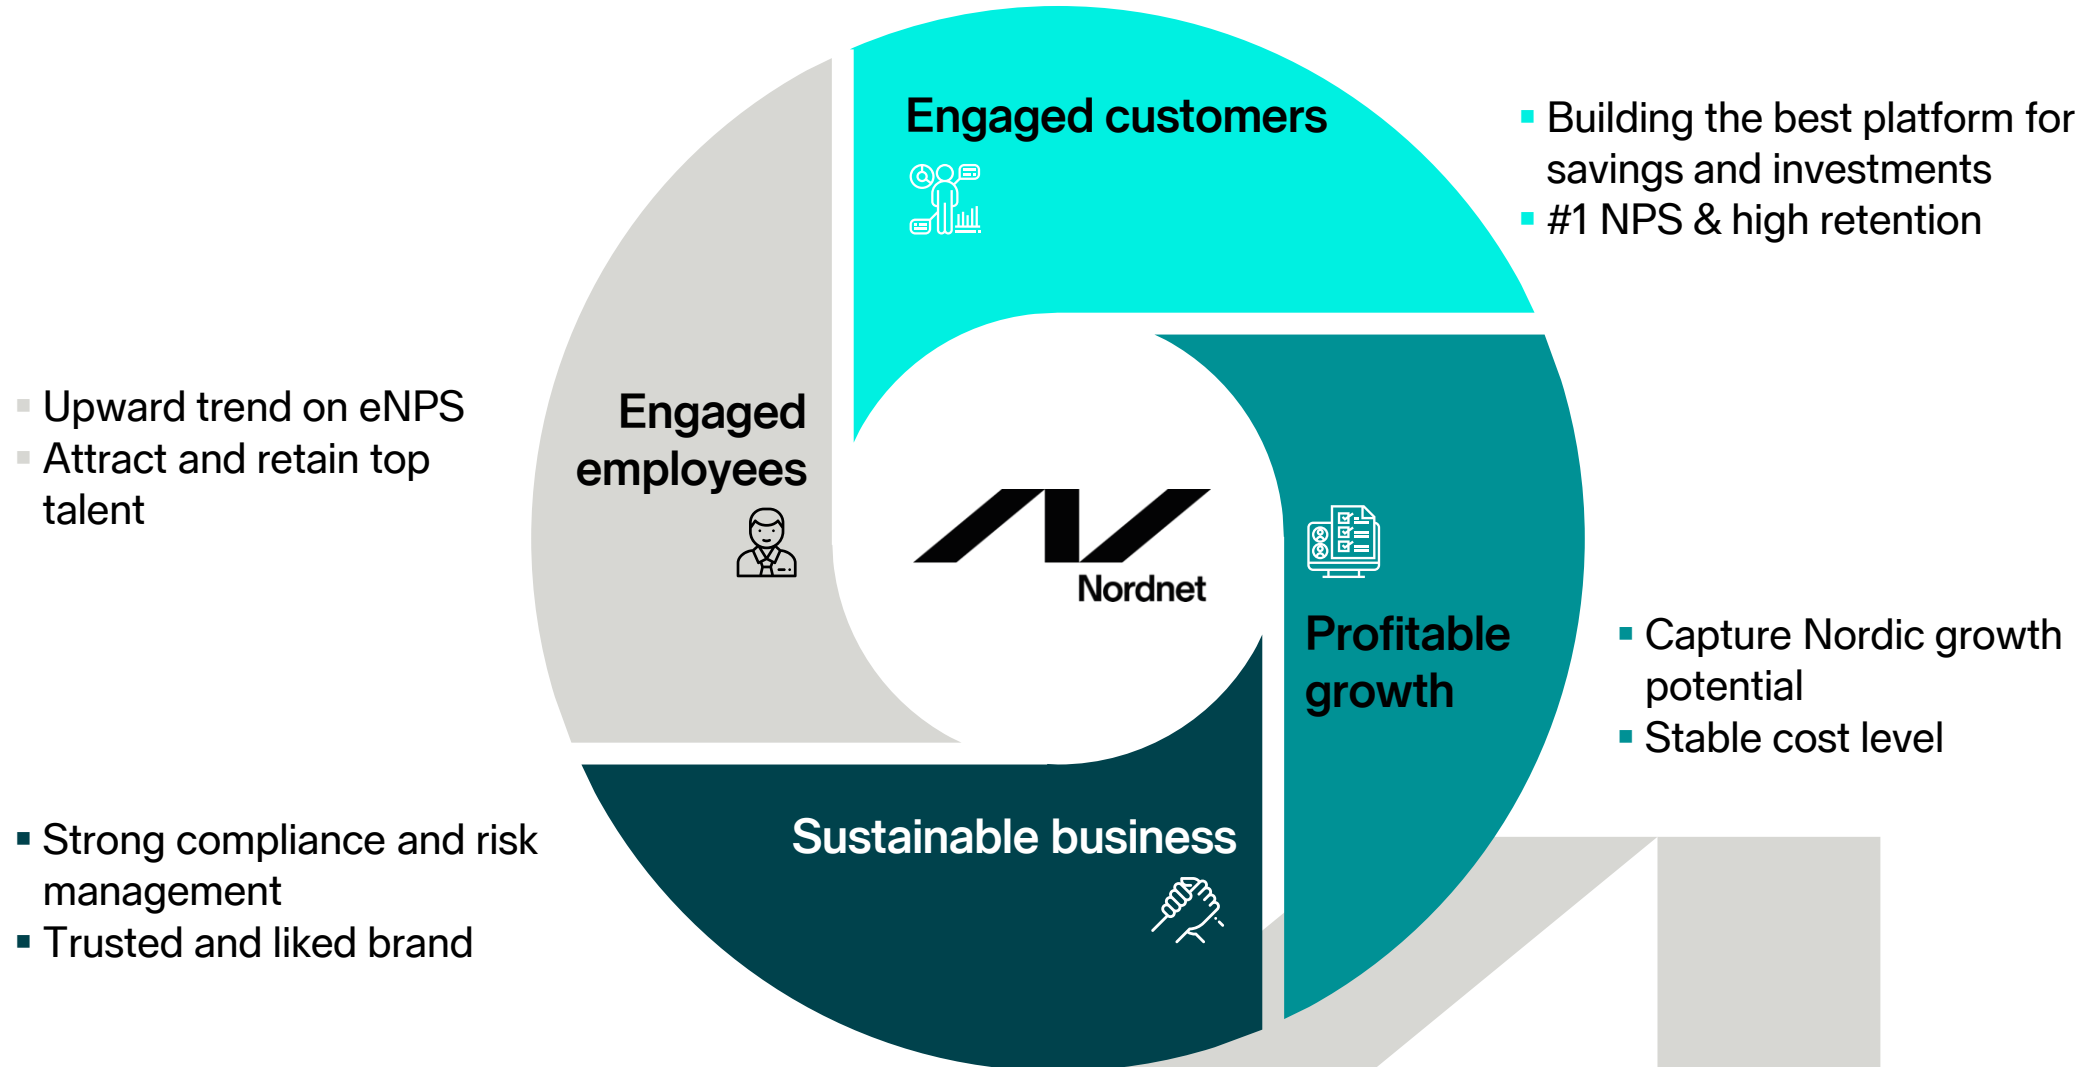 Engaged customers
▪ Building the best platform for
savings and investments
▪ #1 NPS & high retention
▪ Upward trend on eNPS
▪ Attract and retain top
talent
Engaged
employees
Nordnet
Profitable
growth
▪ Capture Nordic growth
potential
▪ Stable cost level
Sustainable business
▪ Strong compliance and risk
management
▪ Trusted and liked brand